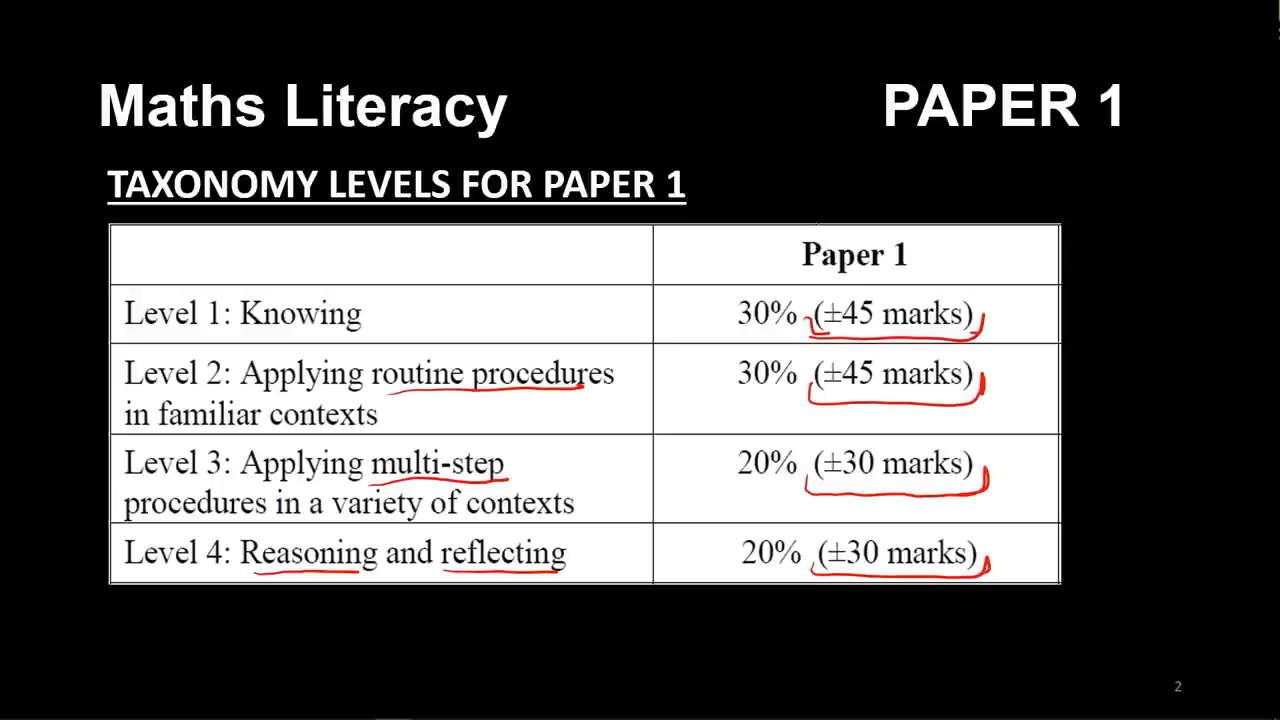 Maths Literacy PAPER 1
TAXONOMY LEVELS FOR PAPER 1
Paper 1
Level 1: Knowing 30% (±45 marks)
Level 2: Applying routine procedures 30% (±45 marks)
in familiar contexts
Level 3: Applying multi-step 20% (±30 marks)
procedures in a variety of contexts
Level 4: Reasoning and reflecting 20% (±30 marks)
2